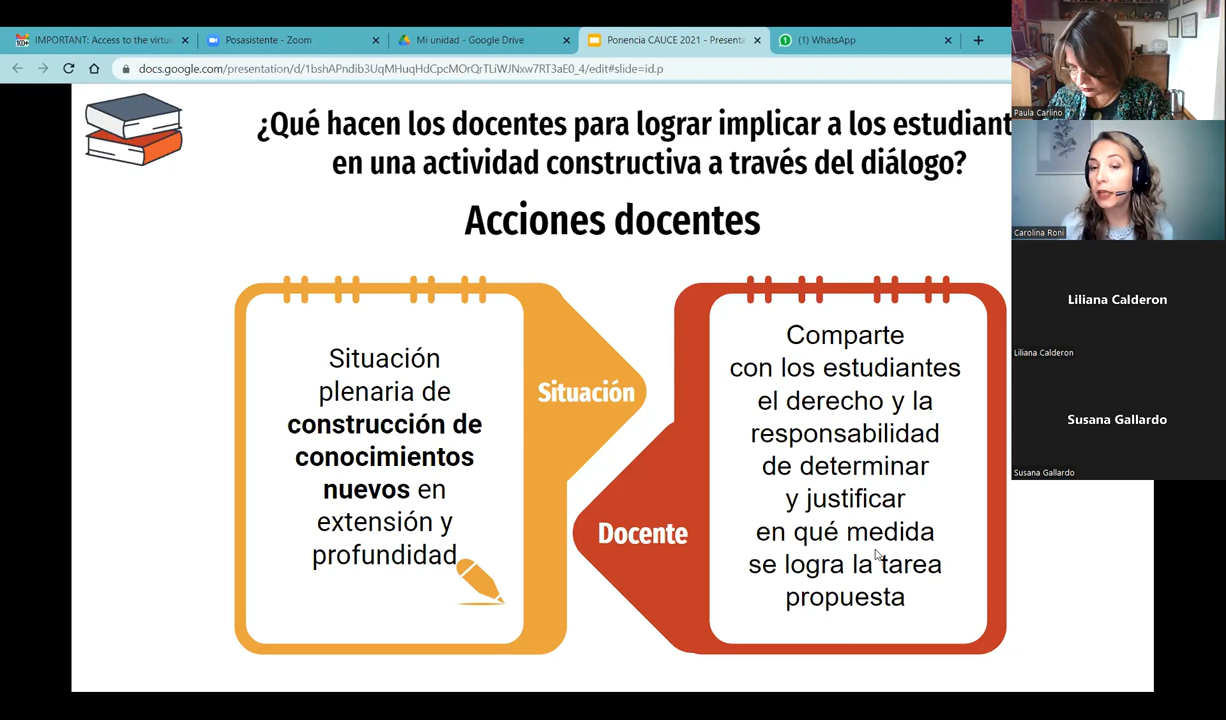 IMPORTANT: Access to the virtua
Posasistente - Zoom
Mi unidad - Google Drive
Ponencia CAUCE 2021 - Presenta
(1) WhatsApp
docs.google.com/presentation/d/1bshAPndib3UqMHuqHdCpcMOrQrTLiWJNxw7RT3aE0_4/edit#slide=id.p
¿Qué hacen los docentes para lograr implicar a los estudiant
en una actividad constructiva a través del diálogo?
Acciones docentes
Situación
plenaria de
construcción de
conocimientos
nuevos en
extensión y
profundidad
Situación
Docente
Comparte
con los estudiantes
el derecho y la
responsabilidad
de determinar
y justificar
en qué medida
se logra la tarea
propuesta
Paula Carlino
Carolina Roni
Liliana Calderon
Liliana Calderon
Susana Gallardo
Susana Gallardo